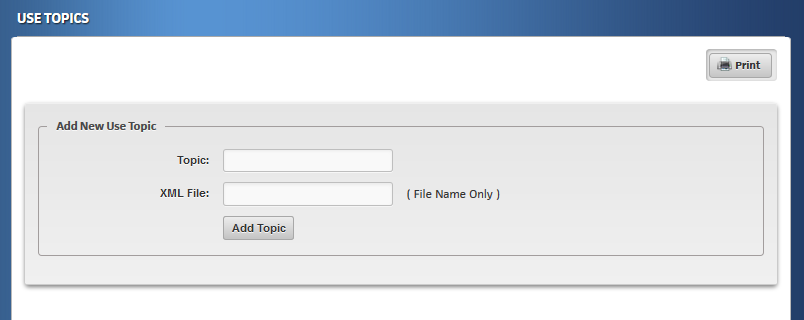 USE TOPICS
Print
Add New Use Topic
Topic:
XML File: ( File Name Only )
Add Topic